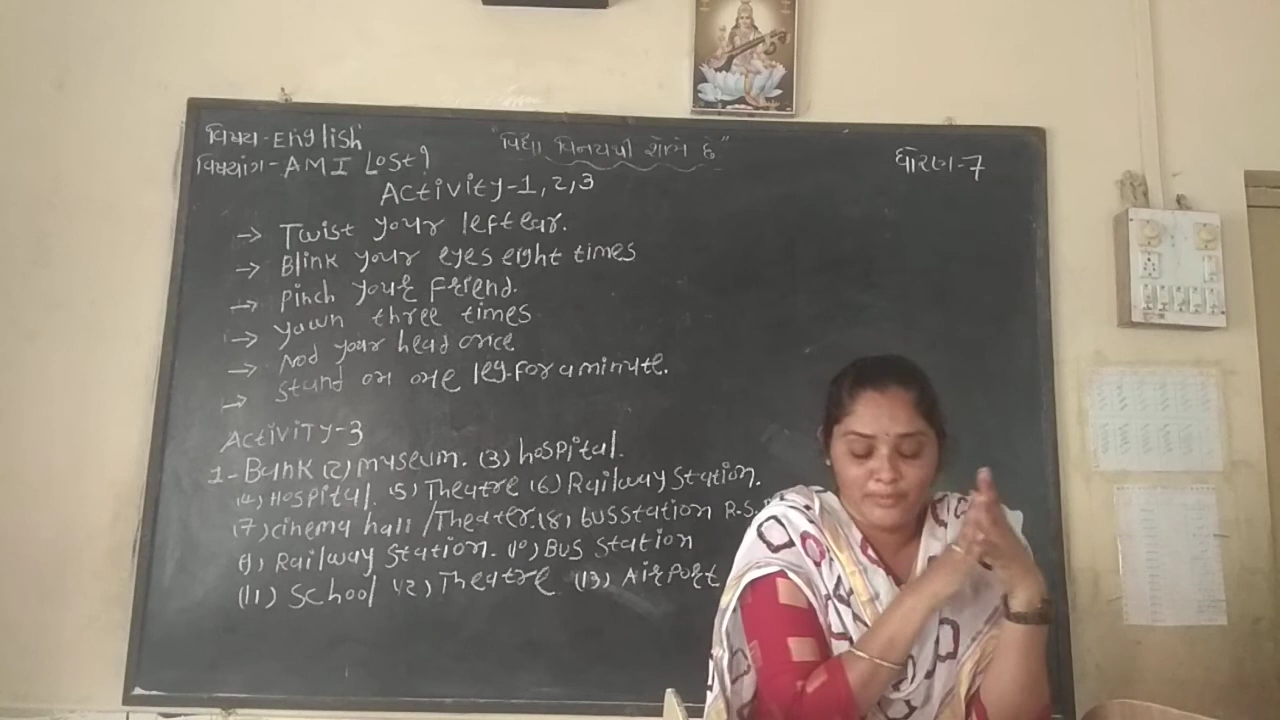 વિષય-English
"વિદ્યા વિનયથી શોભે છે"
ધોરણ-7
વિષયાંગ-AMI Lost?
Activity-1,2,3
→ Twist your left ear.
→ Blink your eyes eight times
→ Pinch your friend.
→ yawn three times
→ Nod your head once
→ Stand on one leg for a minute.
ACTIVITY-3
1-Bank (2) museum. (3) hospital.
(4) Hospital. (5) Theatre (6) Railway Station.
(7) cinema hall /Theater. (8) busstation R-S
9) Railway Station. 10) BUS Station
(11) School 12) Theatre (13) AirPort